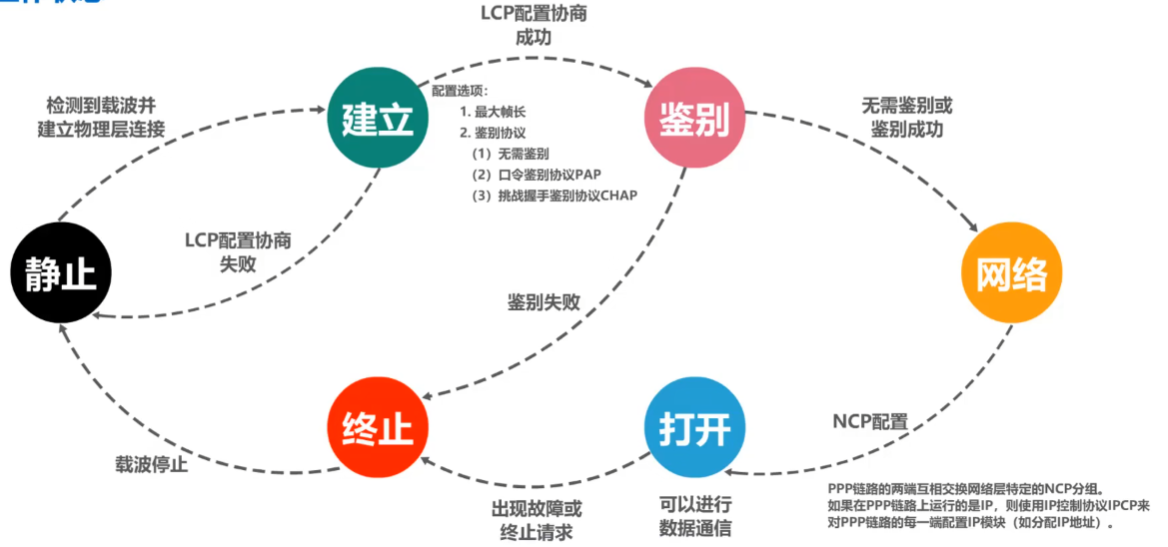 LCP配置协商
成功
检测到载波并
建立物理层连接
建立
配置选项：
1. 最大帧长
2. 鉴别协议
（1）无需鉴别
（2）口令鉴别协议PAP
（3）挑战握手鉴别协议CHAP
鉴别
无需鉴别或
鉴别成功
LCP配置协商
失败
静止
网络
鉴别失败
终止
打开
NCP配置
载波停止
出现故障或
终止请求
可以进行
数据通信
PPP链路的两端互相交换网络层特定的NCP分组。
如果在PPP链路上运行的是IP，则使用IP控制协议IPCP来
对PPP链路的每一端配置IP模块（如分配IP地址）。